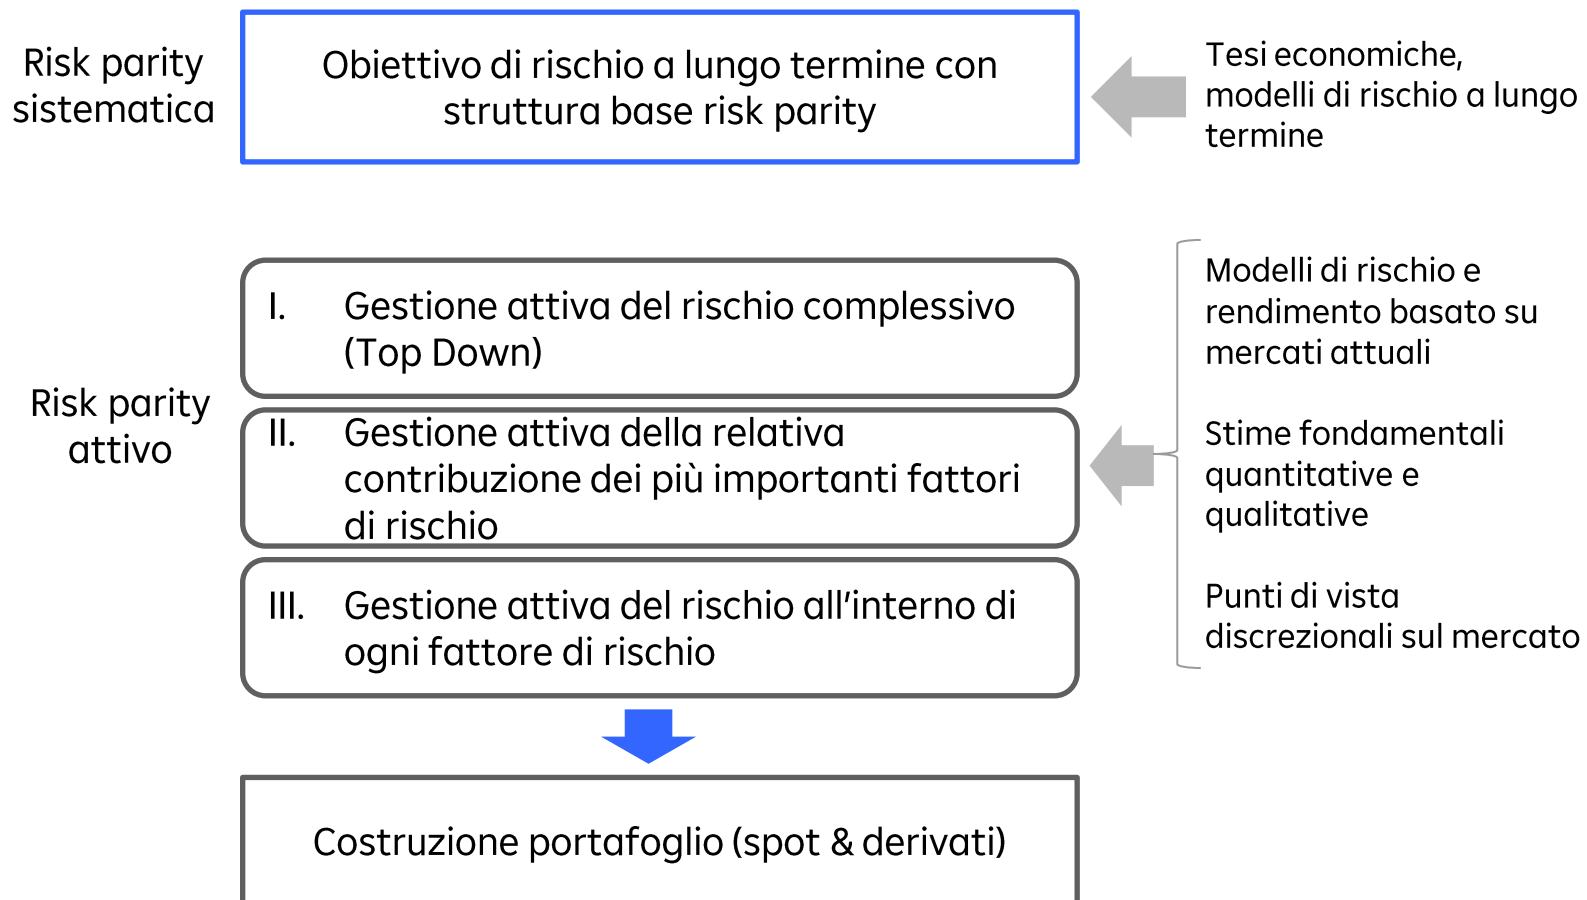 Risk parity
sistematica
Obiettivo di rischio a lungo termine con
struttura base risk parity
Tesi economiche,
modelli di rischio a lungo
termine
Risk parity
attivo
I. Gestione attiva del rischio complessivo
(Top Down)
II. Gestione attiva della relativa
contribuzione dei più importanti fattori
di rischio
III. Gestione attiva del rischio all’interno di
ogni fattore di rischio
Modelli di rischio e
rendimento basato su
mercati attuali
Stime fondamentali
quantitative e
qualitative
Punti di vista
discrezionali sul mercato
Costruzione portafoglio (spot & derivati)